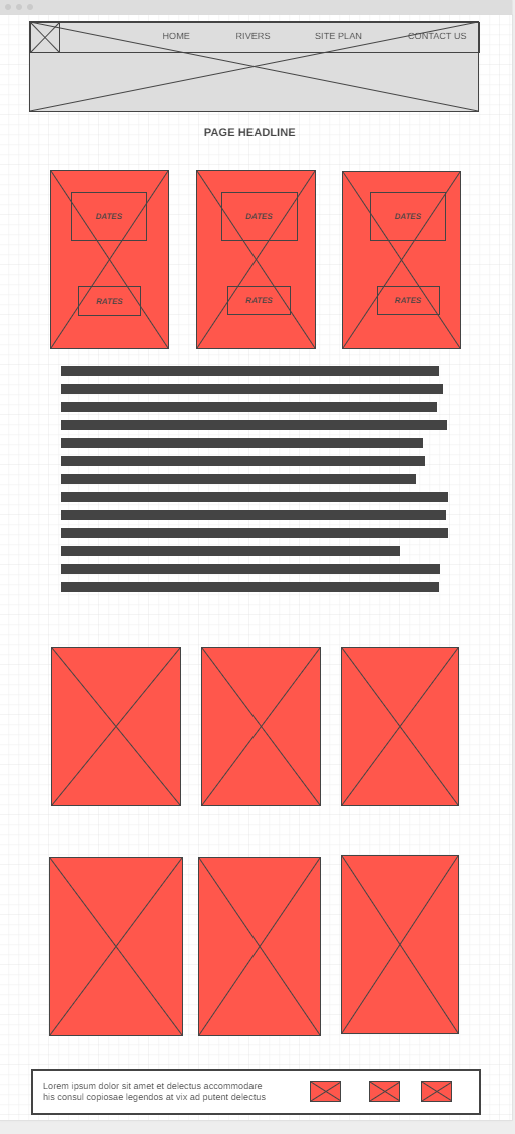 HOME RIVERS SITE PLAN CONTACT US
PAGE HEADLINE
DATES DATES DATES
RATES RATES RATES
Lorem ipsum dolor sit amet et delectus accommodare
his consul copiosae legendos at vix ad putent delectus